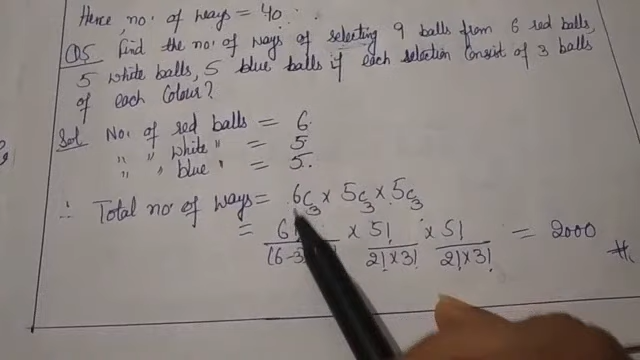 Hence, no. of ways = 40.
Q5 Find the no. of ways of selecting 9 balls from 6 red balls,
5 white balls, 5 blue balls if each selection consist of 3 balls
of each Colour?
Sol No. of red balls = 6.
" " white " = 5
" " blue " = 5.
∴ Total no. of ways = 6c₃ × 5c₃ × 5c₃
= 6! / (6-3 × 5! / 2!×3! × 5! / 2!×3! = 2000